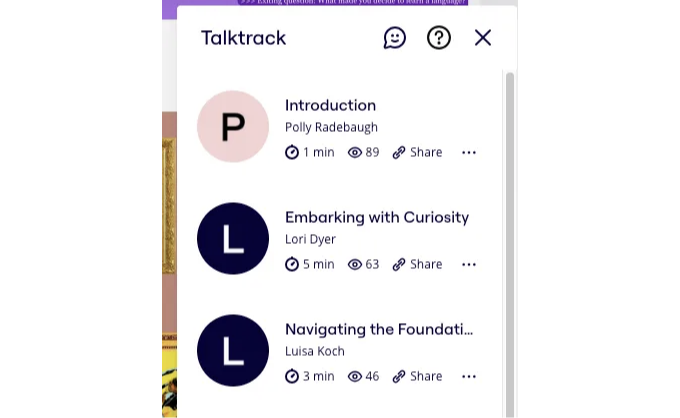 >>> Exiting question: What made you decide to learn a language?
Talktrack
P
Introduction
Polly Radebaugh
1 min 89 Share ...
L
Embarking with Curiosity
Lori Dyer
5 min 63 Share ...
L
Navigating the Foundati...
Luisa Koch
3 min 46 Share ...